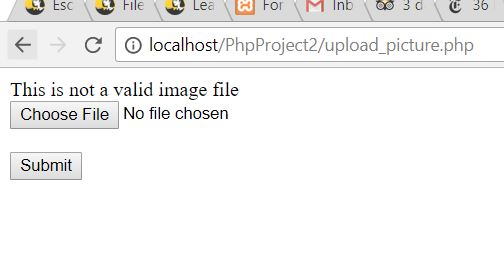 Esc File Lea For Inb 3 d 36
localhost/PhpProject2/upload_picture.php
This is not a valid image file
Choose File No file chosen
Submit